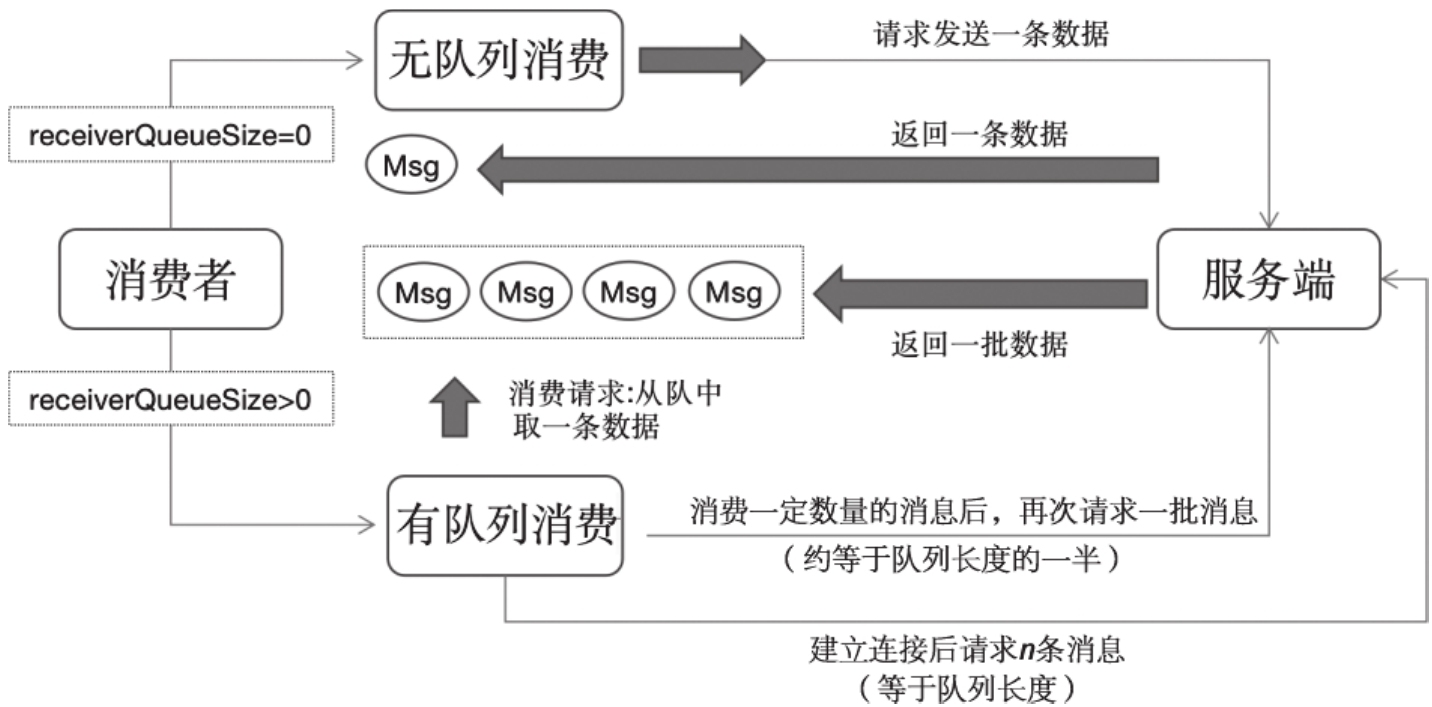 无队列消费
请求发送一条数据
receiverQueueSize=0
返回一条数据
Msg
消费者
Msg Msg Msg Msg
服务端
返回一批数据
receiverQueueSize>0
消费请求:从队中
取一条数据
有队列消费
消费一定数量的消息后，再次请求一批消息
（约等于队列长度的一半）
建立连接后请求n条消息
（等于队列长度）